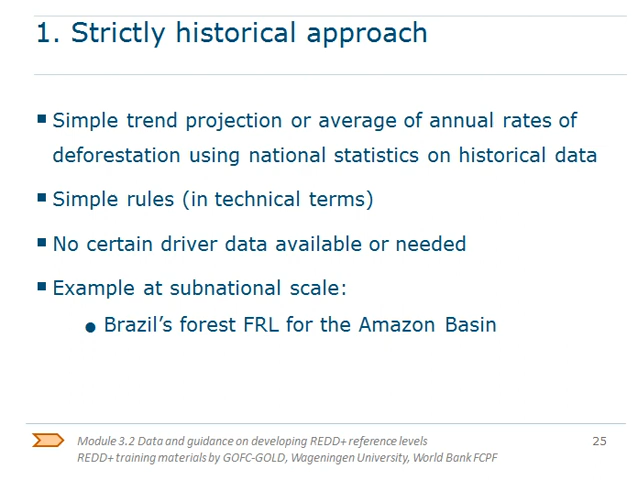 1. Strictly historical approach
Simple trend projection or average of annual rates of
deforestation using national statistics on historical data
Simple rules (in technical terms)
No certain driver data available or needed
Example at subnational scale:
Brazil’s forest FRL for the Amazon Basin
Module 3.2 Data and guidance on developing REDD+ reference levels
REDD+ training materials by GOFC-GOLD, Wageningen University, World Bank FCPF
25